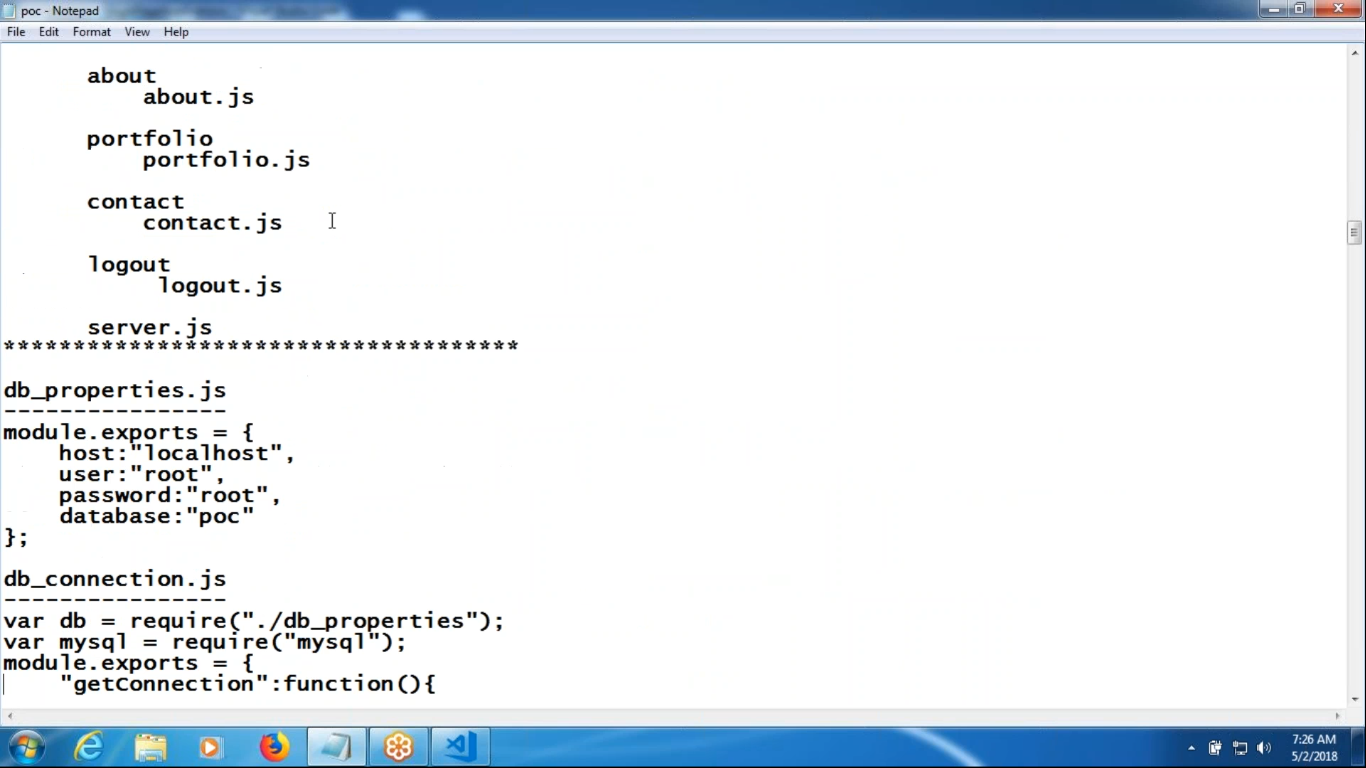 poc - Notepad
File Edit Format View Help
about
about.js
portfolio
portfolio.js
contact
contact.js
logout
logout.js
server.js
*************************************
db_properties.js
----------------
module.exports = {
host:"localhost",
user:"root",
password:"root",
database:"poc"
};
db_connection.js
----------------
var db = require("./db_properties");
var mysql = require("mysql");
module.exports = {
"getConnection":function(){
7:26 AM
5/2/2018